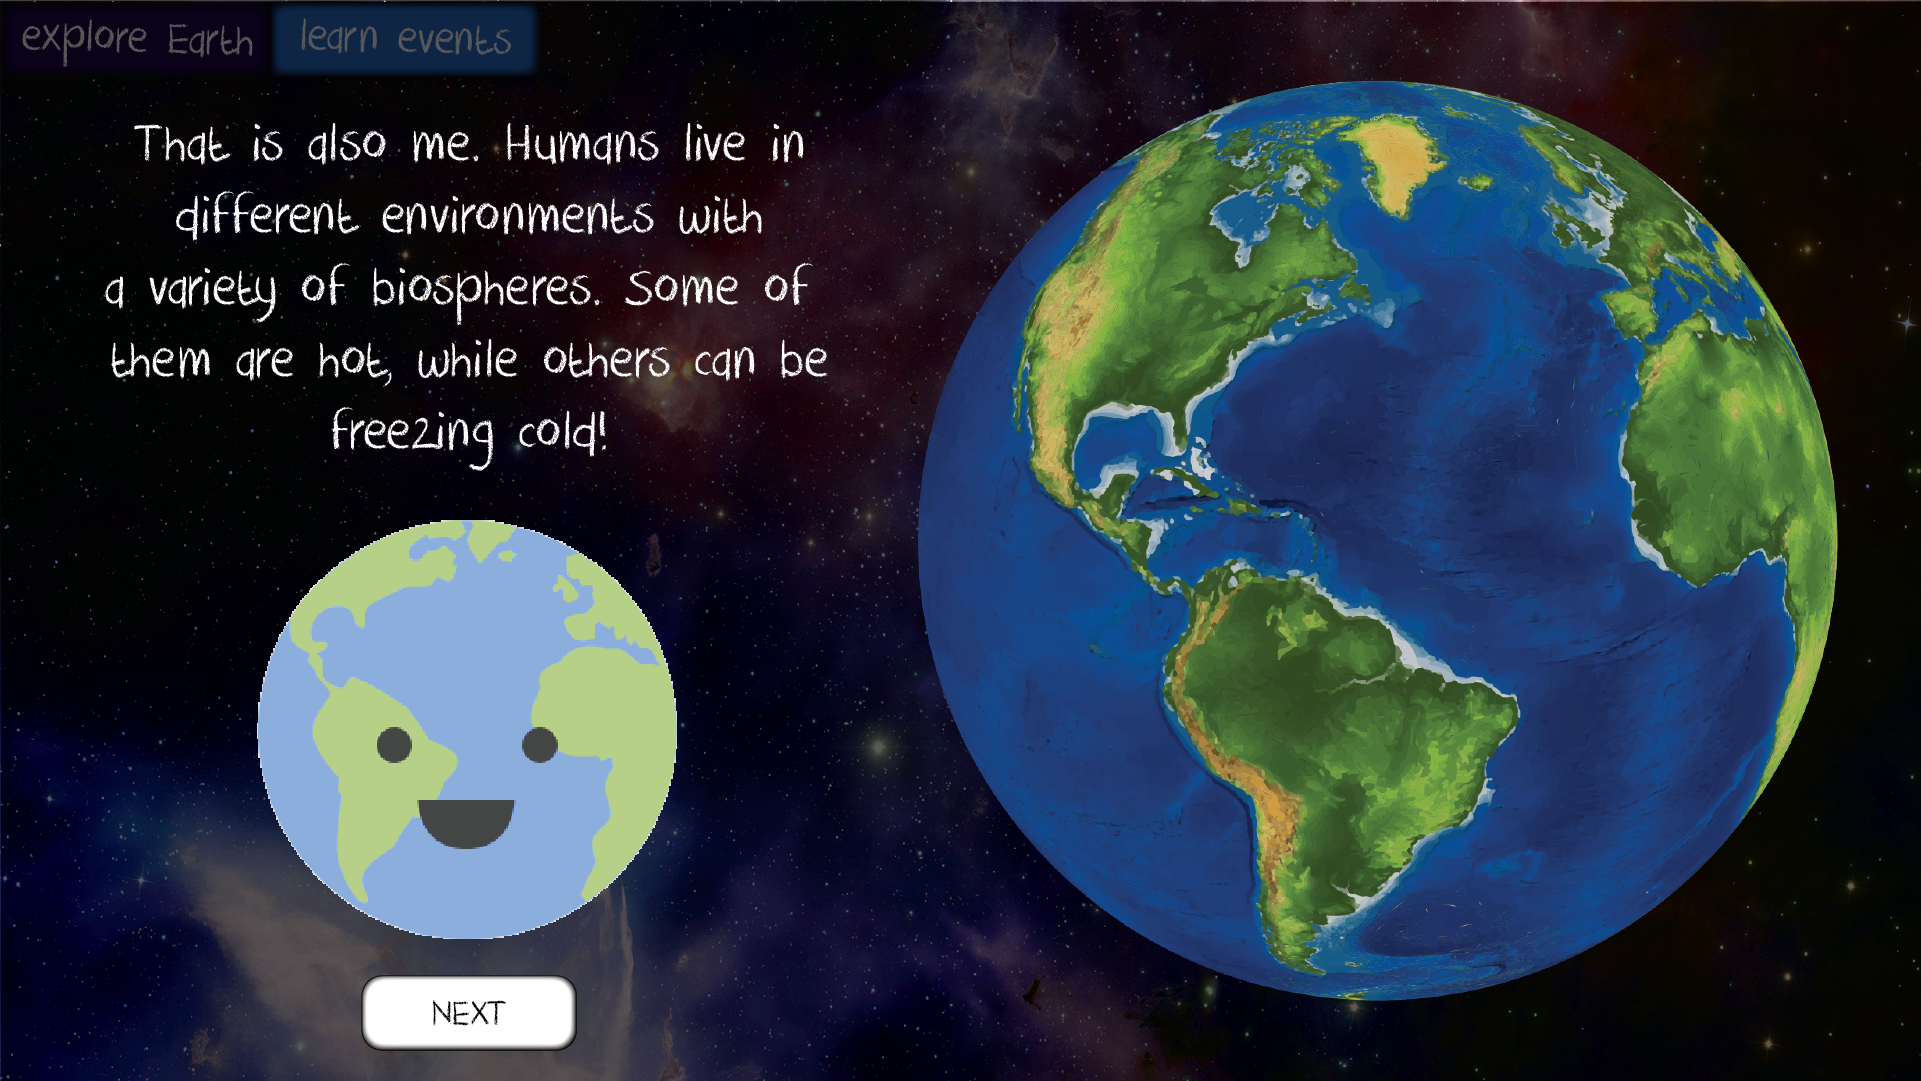 explore Earth
learn events
That is also me. Humans live in
different environments with
a variety of biospheres. Some of
them are hot, while others can be
freezing cold!
NEXT